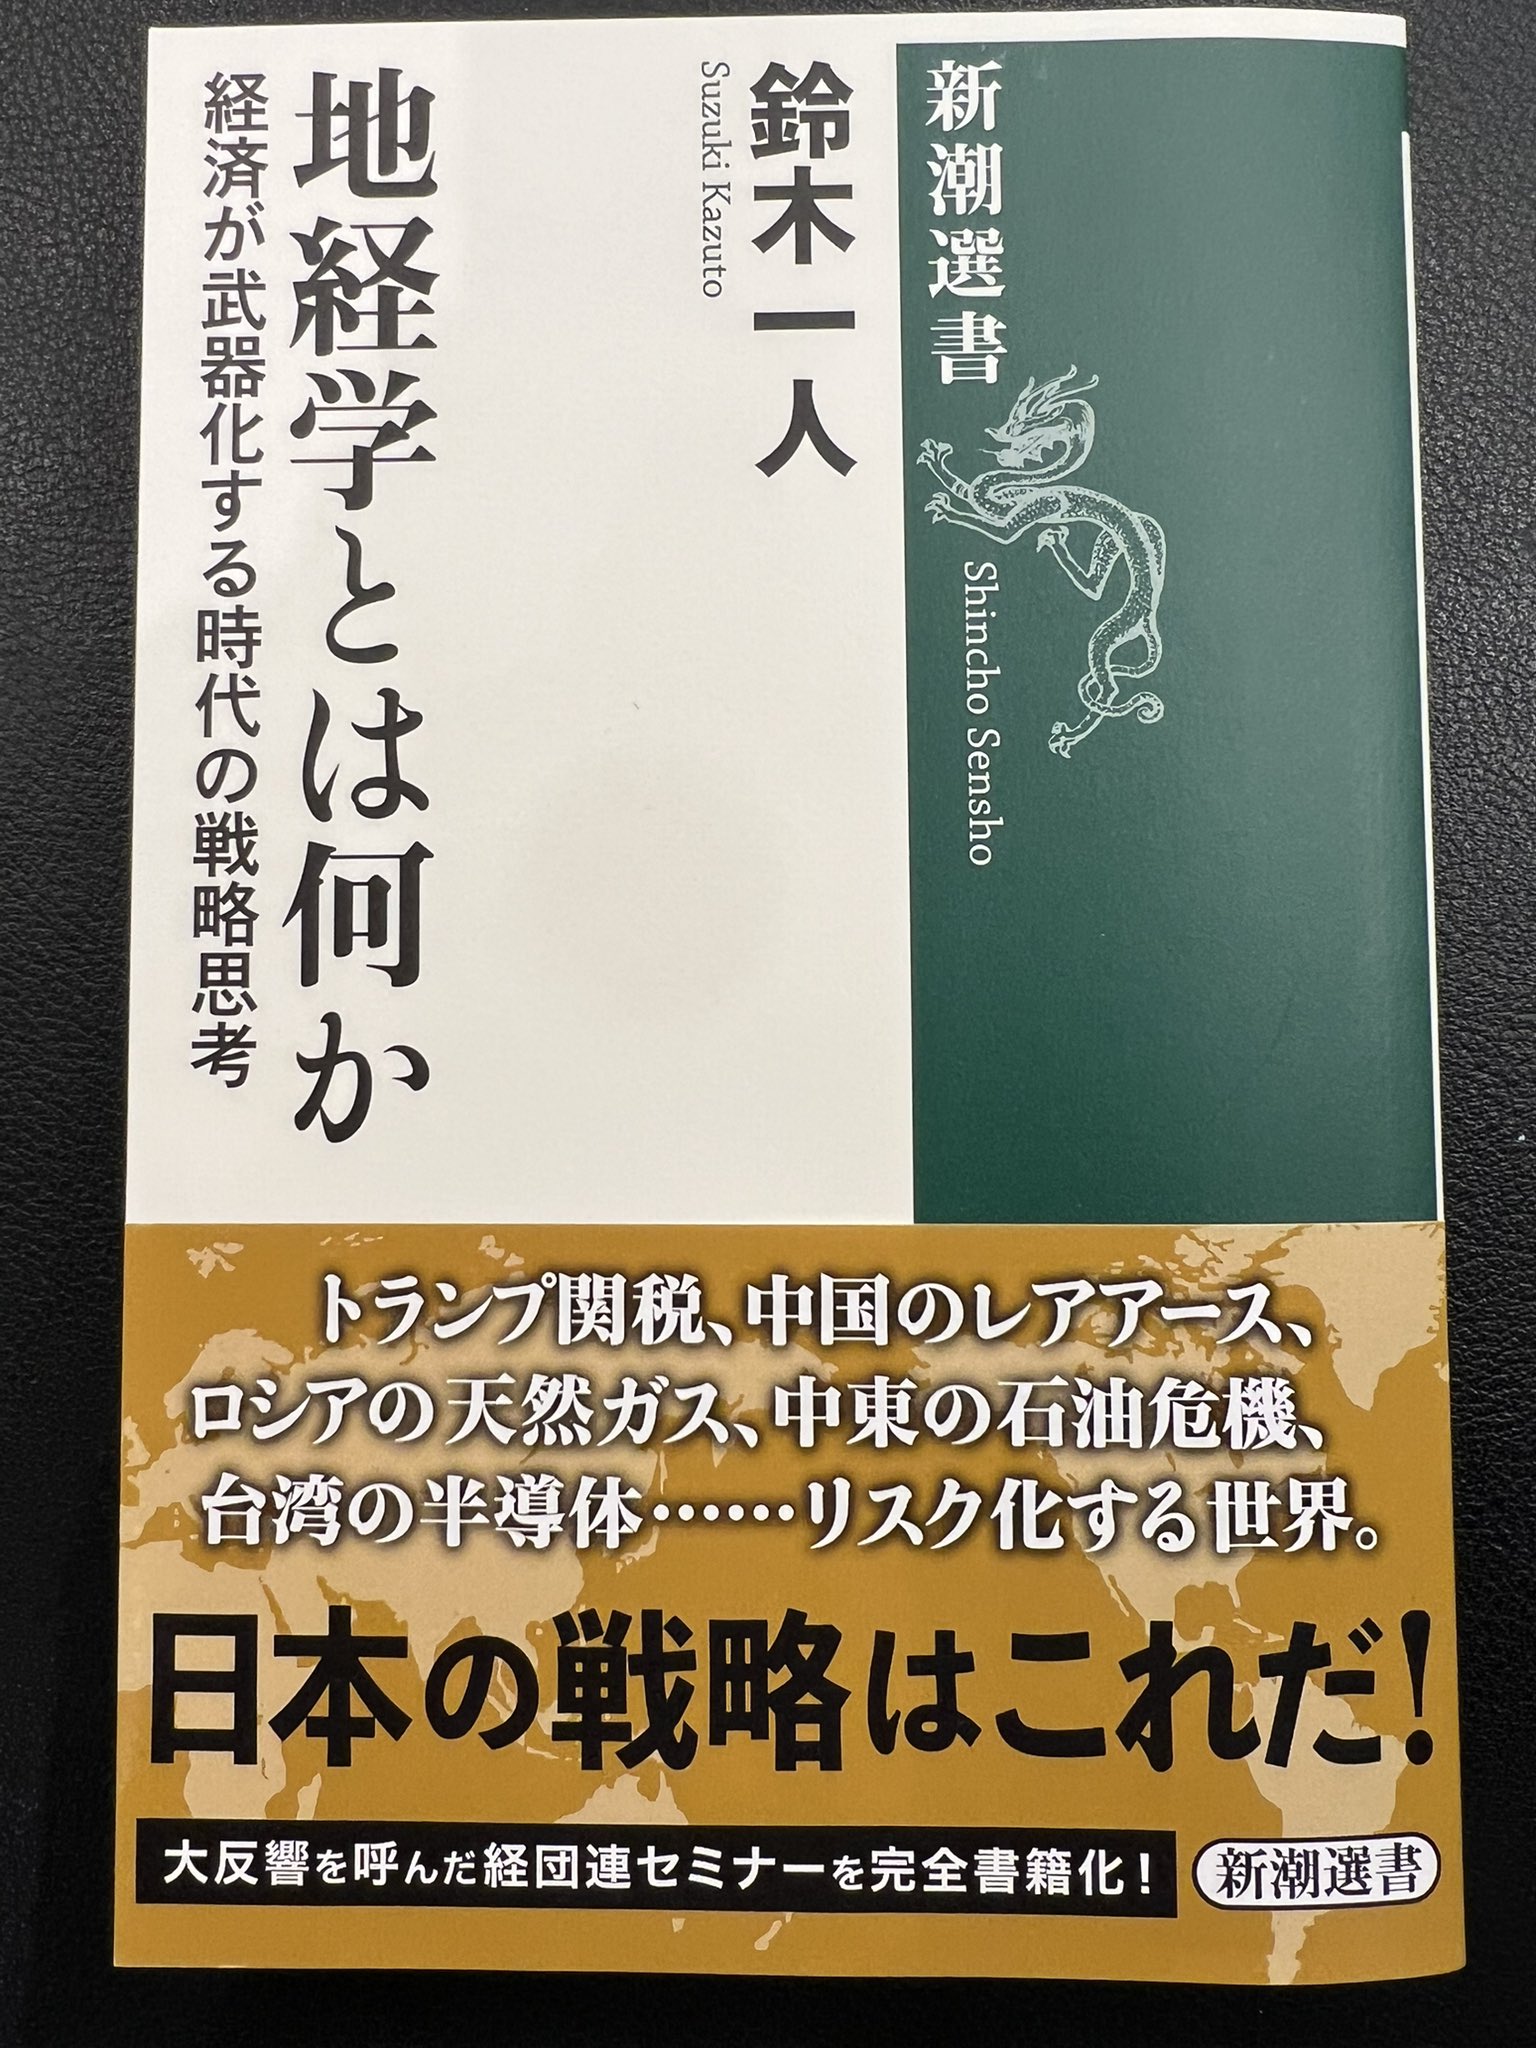 新潮選書
Shincho Sensho
鈴木一人
Suzuki Kazuto
地経学とは何か
経済が武器化する時代の戦略思考
トランプ関税、中国のレアアース、
ロシアの天然ガス、中東の石油危機、
台湾の半導体……リスク化する世界。
日本の戦略はこれだ!
大反響を呼んだ経団連セミナーを完全書籍化!
新潮選書